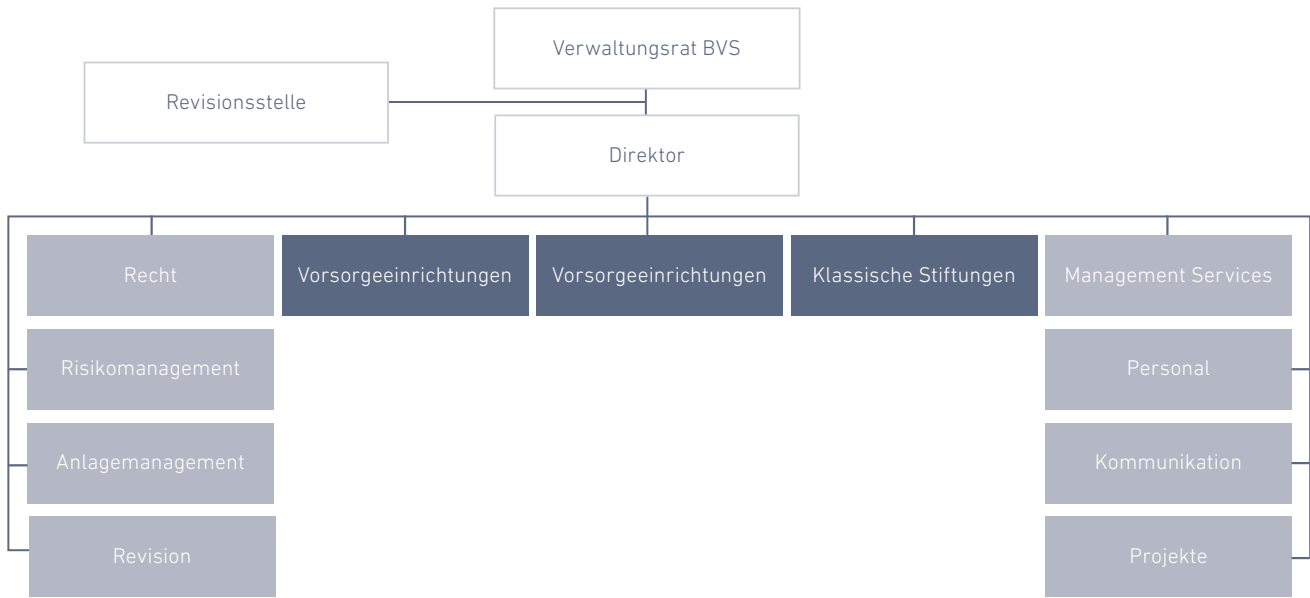 Verwaltungsrat BVS
Revisionsstelle
Direktor
Recht
Vorsorgeeinrichtungen
Vorsorgeeinrichtungen
Klassische Stiftungen
Management Services
Risikomanagement
Personal
Anlagemanagement
Kommunikation
Revision
Projekte